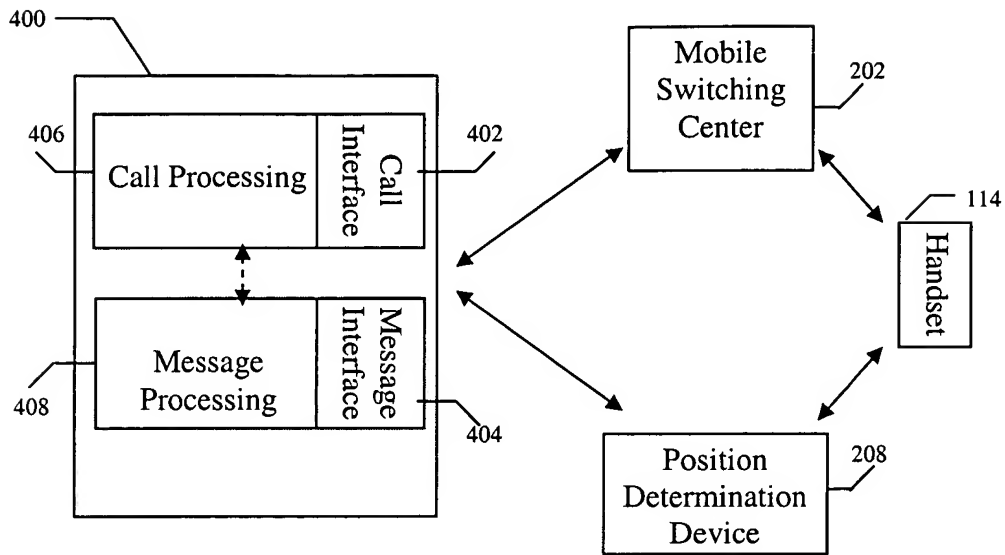 400
406
Call Processing
Call
Interface
402
Message
Processing
Message
Interface
408
404
Mobile
Switching
Center
202
114
Handset
Position
Determination
Device
208